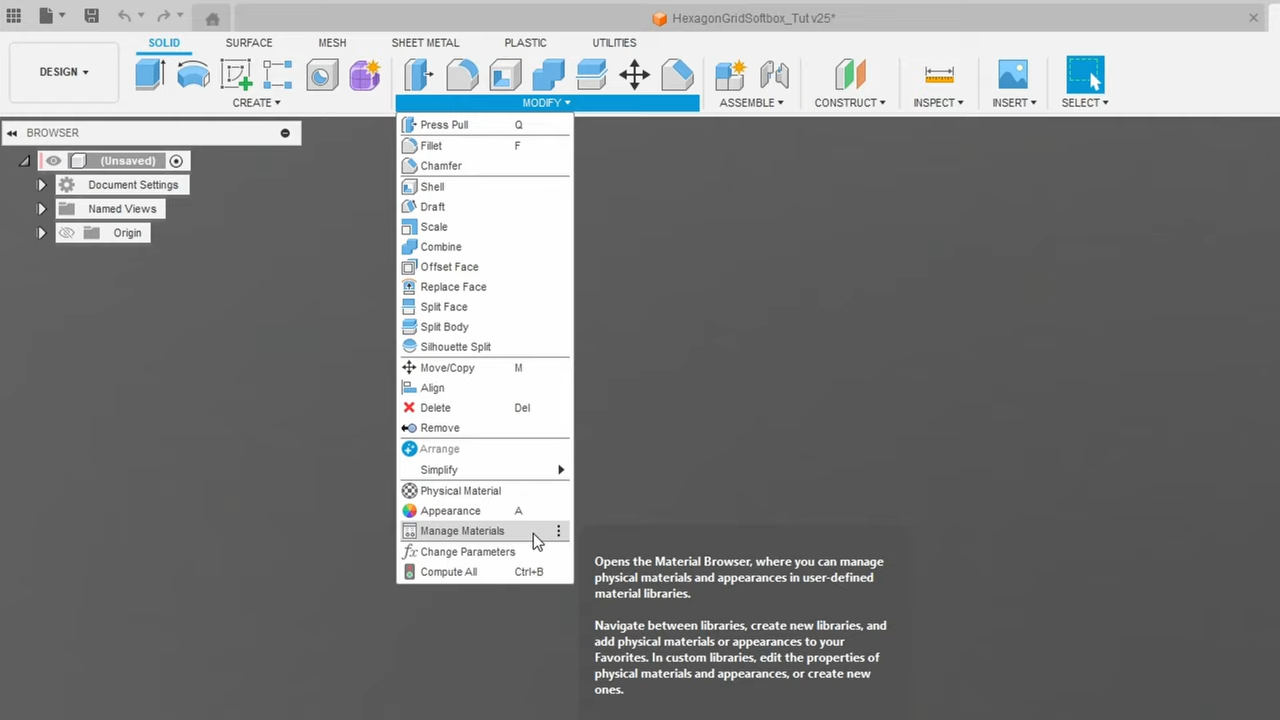 HexagonGridSoftbox_Tut v25*
SOLID SURFACE MESH SHEET METAL PLASTIC UTILITIES
DESIGN
CREATE MODIFY ASSEMBLE CONSTRUCT INSPECT INSERT SELECT
BROWSER
(Unsaved)
Document Settings
Named Views
Origin
Press Pull Q
Fillet F
Chamfer
Shell
Draft
Scale
Combine
Offset Face
Replace Face
Split Face
Split Body
Silhouette Split
Move/Copy M
Align
Delete Del
Remove
Arrange
Simplify
Physical Material
Appearance A
Manage Materials
fx Change Parameters
Compute All Ctrl+B
Opens the Material Browser, where you can manage
physical materials and appearances in user-defined
material libraries.
Navigate between libraries, create new libraries, and
add physical materials or appearances to your
Favorites. In custom libraries, edit the properties of
physical materials and appearances, or create new
ones.